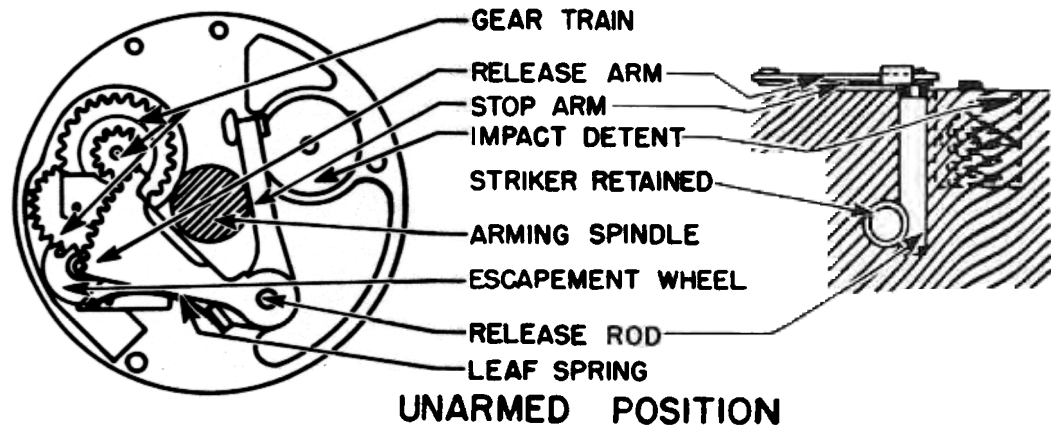 GEAR TRAIN
RELEASE ARM
STOP ARM
IMPACT DETENT
STRIKER RETAINED
ARMING SPINDLE
ESCAPEMENT WHEEL
RELEASE ROD
LEAF SPRING
UNARMED POSITION